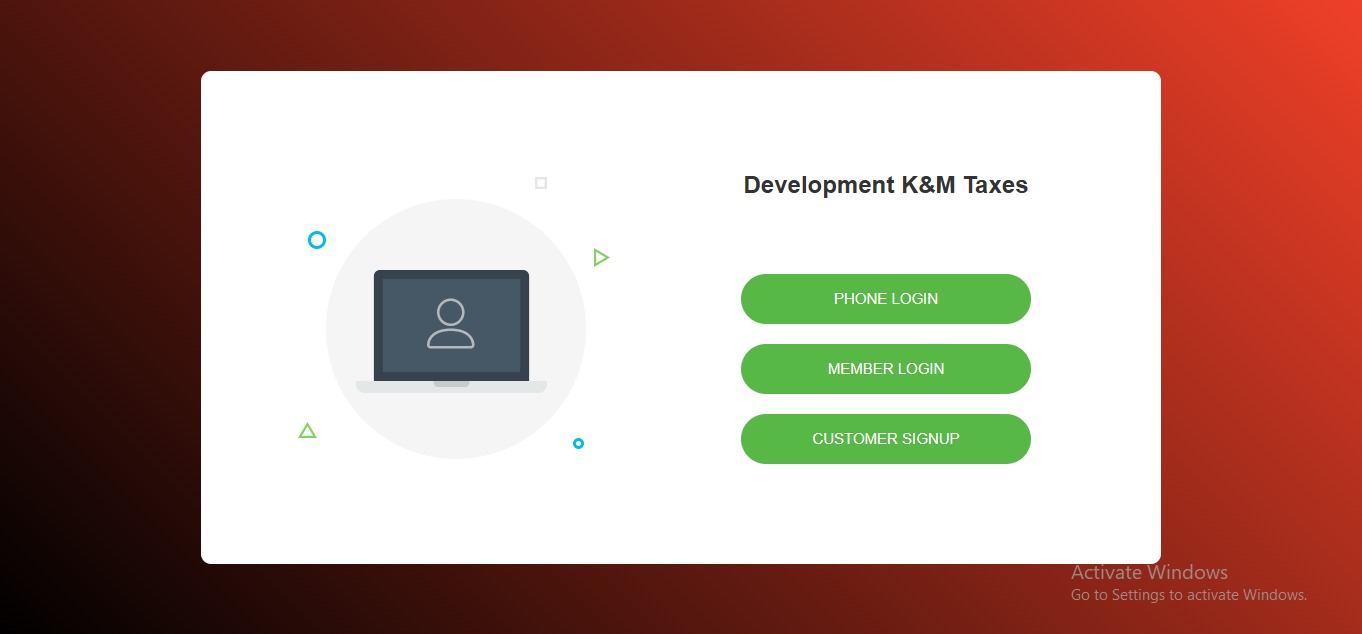 Development K&M Taxes
PHONE LOGIN
MEMBER LOGIN
CUSTOMER SIGNUP
Activate Windows
Go to Settings to activate Windows.